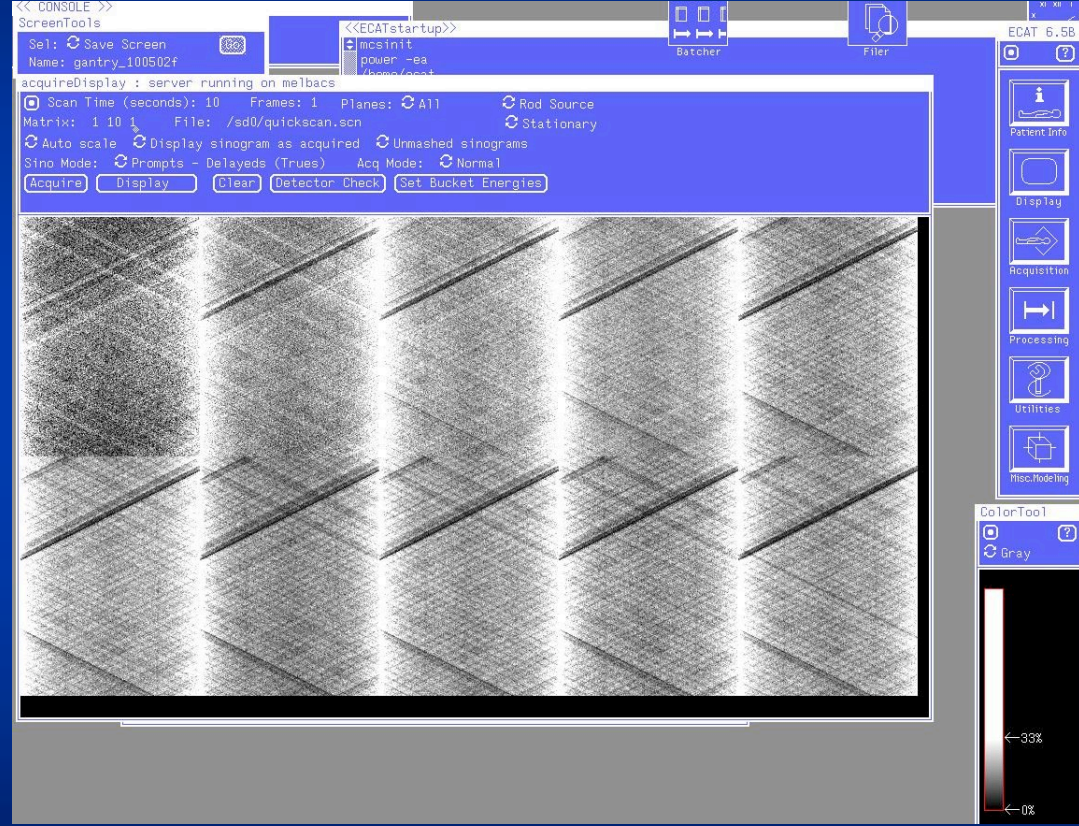 << CONSOLE >>
ScreenTools
Sel: Save Screen Go
Name: gantry_100502f
<<ECATstartup>>
mcsinit
power -ea
/home/ecat
Batcher
Filer
XI XII I
X
ECAT 6.5B
?
acquireDisplay : server running on melbacs
Scan Time (seconds): 10 Frames: 1 Planes: All Rod Source
Matrix: 1 10 1 File: /sd0/quickscan.scn Stationary
Auto scale Display sinogram as acquired Unmashed sinograms
Sino Mode: Prompts - Delayeds (Trues) Acq Mode: Normal
Acquire Display Clear Detector Check Set Bucket Energies
i
Patient Info
Display
Acquisition
Processing
Utilities
Misc.Modeling
ColorTool
?
Gray
33%
0%